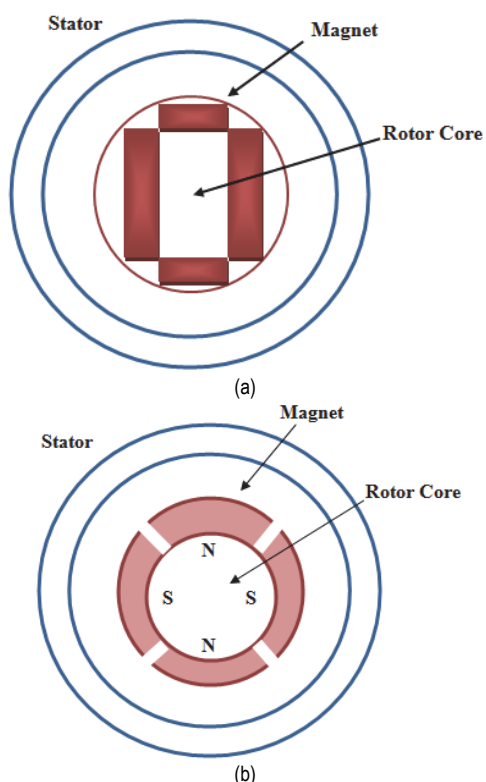 Stator
Magnet
Rotor Core
(a)
Magnet
Stator
Rotor Core
N
S S
N
(b)